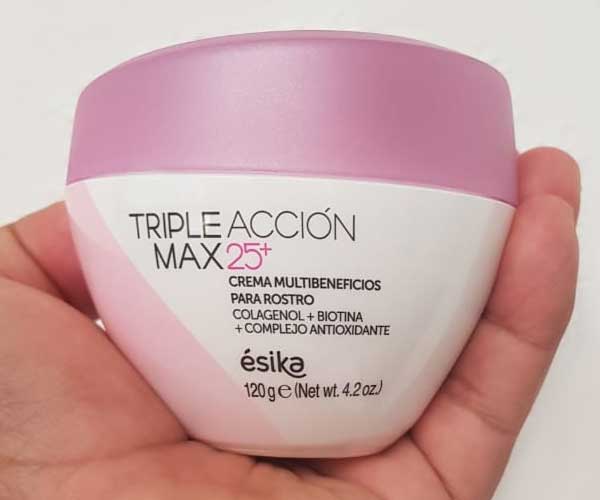 TRIPLE ACCIÓN
MAX 25+
CREMA MULTIBENEFICIOS
PARA ROSTRO
COLAGENOL + BIOTINA
+ COMPLEJO ANTIOXIDANTE
ésika
120 g ℮ (Net wt. 4.2 oz.)